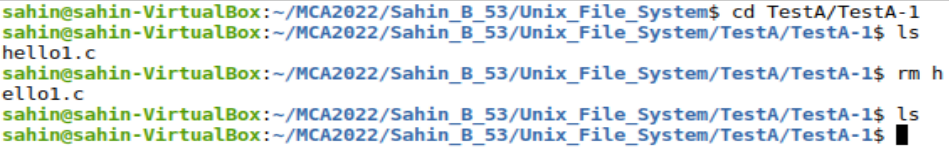 sahin@sahin-VirtualBox:~/MCA2022/Sahin_B_53/Unix_File_System$ cd TestA/TestA-1
sahin@sahin-VirtualBox:~/MCA2022/Sahin_B_53/Unix_File_System/TestA/TestA-1$ ls
hello1.c
sahin@sahin-VirtualBox:~/MCA2022/Sahin_B_53/Unix_File_System/TestA/TestA-1$ rm h
ello1.c
sahin@sahin-VirtualBox:~/MCA2022/Sahin_B_53/Unix_File_System/TestA/TestA-1$ ls
sahin@sahin-VirtualBox:~/MCA2022/Sahin_B_53/Unix_File_System/TestA/TestA-1$